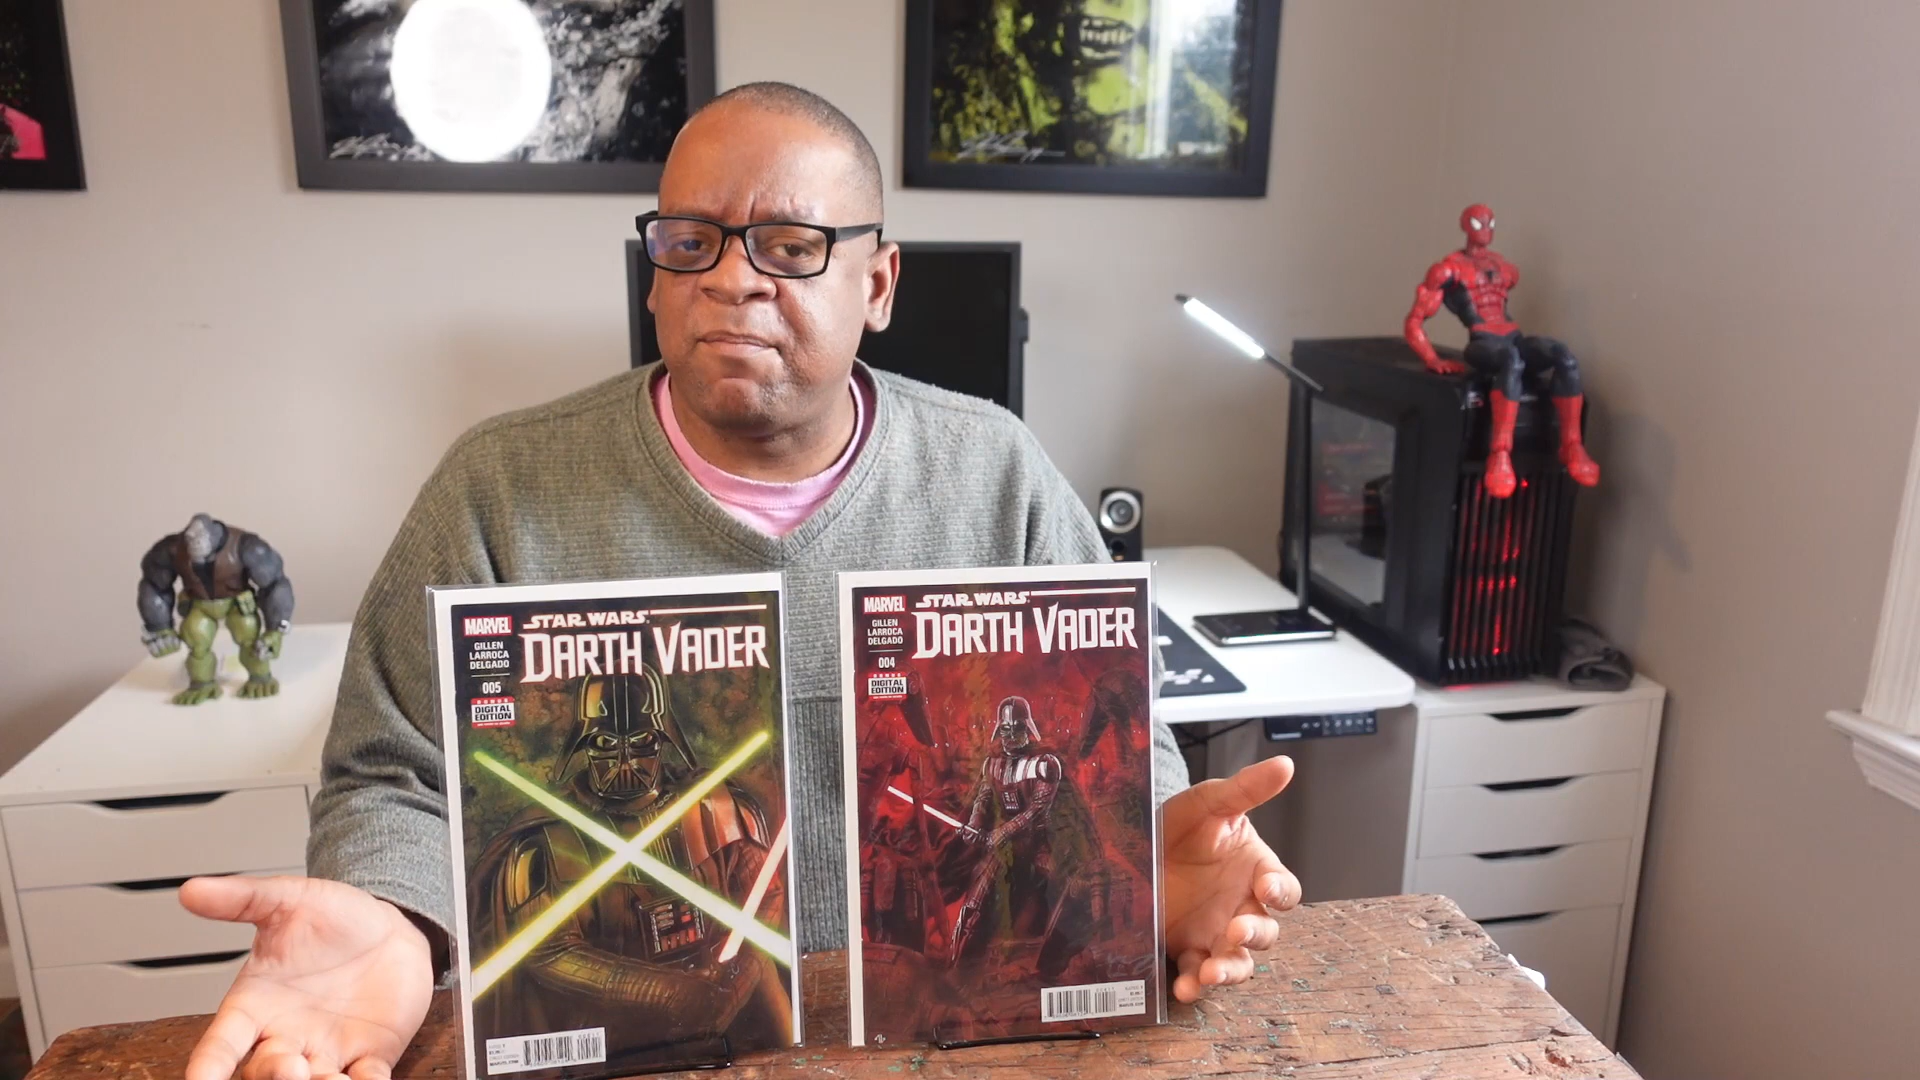 MARVEL
STAR WARS
DARTH VADER
GILLEN
LARROCA
DELGADO
005
DIGITAL
EDITION
MARVEL
STAR WARS
DARTH VADER
GILLEN
LARROCA
DELGADO
004
DIGITAL
EDITION